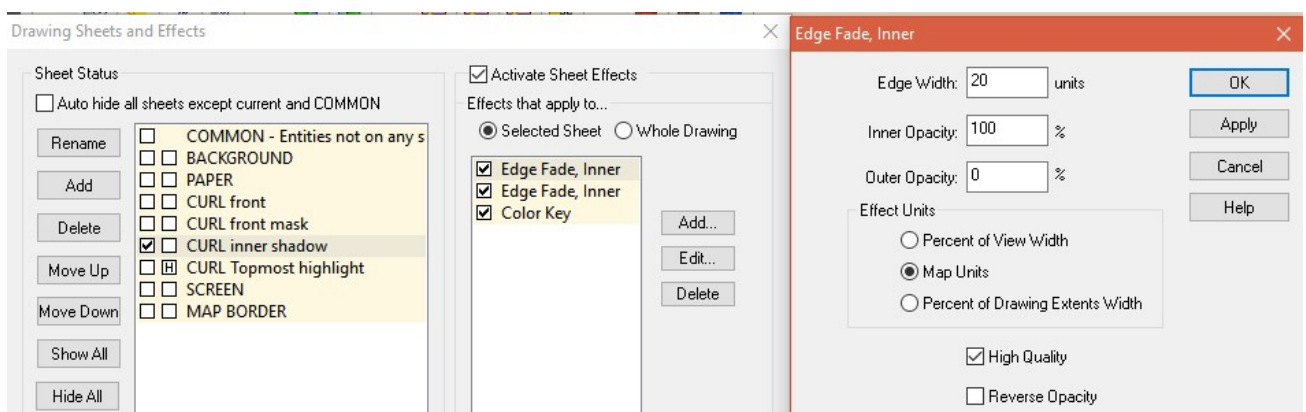 Drawing Sheets and Effects
Sheet Status
Auto hide all sheets except current and COMMON
Rename
Add
Delete
Move Up
Move Down
Show All
Hide All
COMMON - Entities not on any s
BACKGROUND
PAPER
CURL front
CURL front mask
CURL inner shadow
H CURL Topmost highlight
SCREEN
MAP BORDER
Activate Sheet Effects
Effects that apply to...
Selected Sheet Whole Drawing
Edge Fade, Inner
Edge Fade, Inner
Color Key
Add...
Edit...
Delete
Edge Fade, Inner
Edge Width: 20 units
Inner Opacity: 100 %
Outer Opacity: 0 %
Effect Units
Percent of View Width
Map Units
Percent of Drawing Extents Width
High Quality
Reverse Opacity
OK
Apply
Cancel
Help